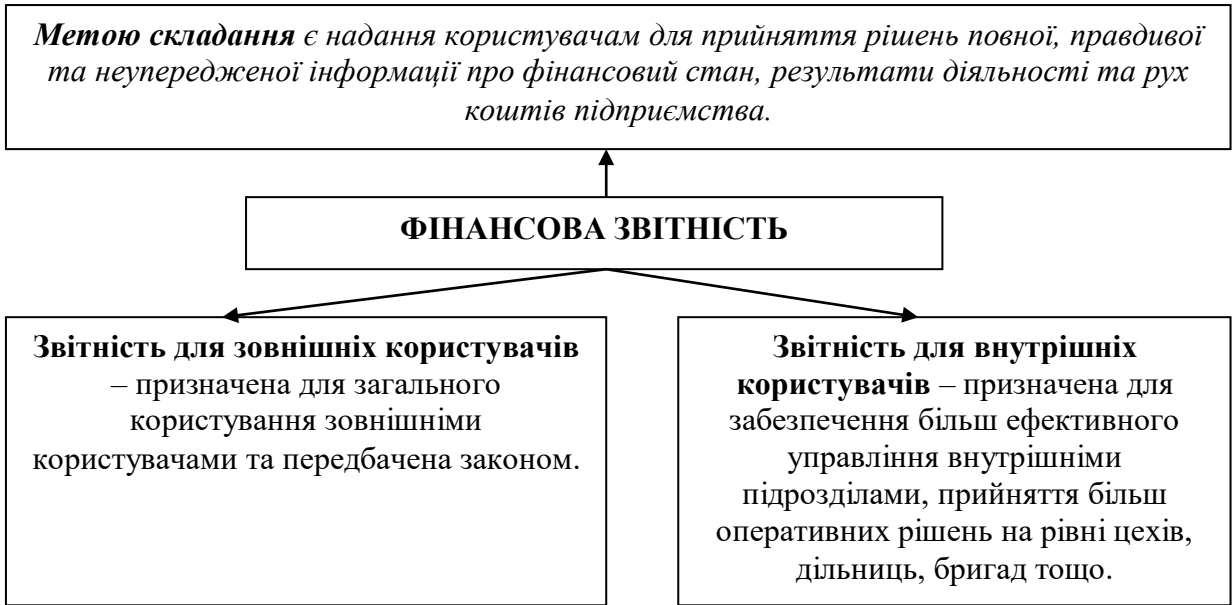 Метою складання є надання користувачам для прийняття рішень повної, правдивої
та неупередженої інформації про фінансовий стан, результати діяльності та рух
коштів підприємства.
ФІНАНСОВА ЗВІТНІСТЬ
Звітність для зовнішніх користувачів
– призначена для загального
користування зовнішніми
користувачами та передбачена законом.
Звітність для внутрішніх
користувачів – призначена для
забезпечення більш ефективного
управління внутрішніми
підрозділами, прийняття більш
оперативних рішень на рівні цехів,
дільниць, бригад тощо.